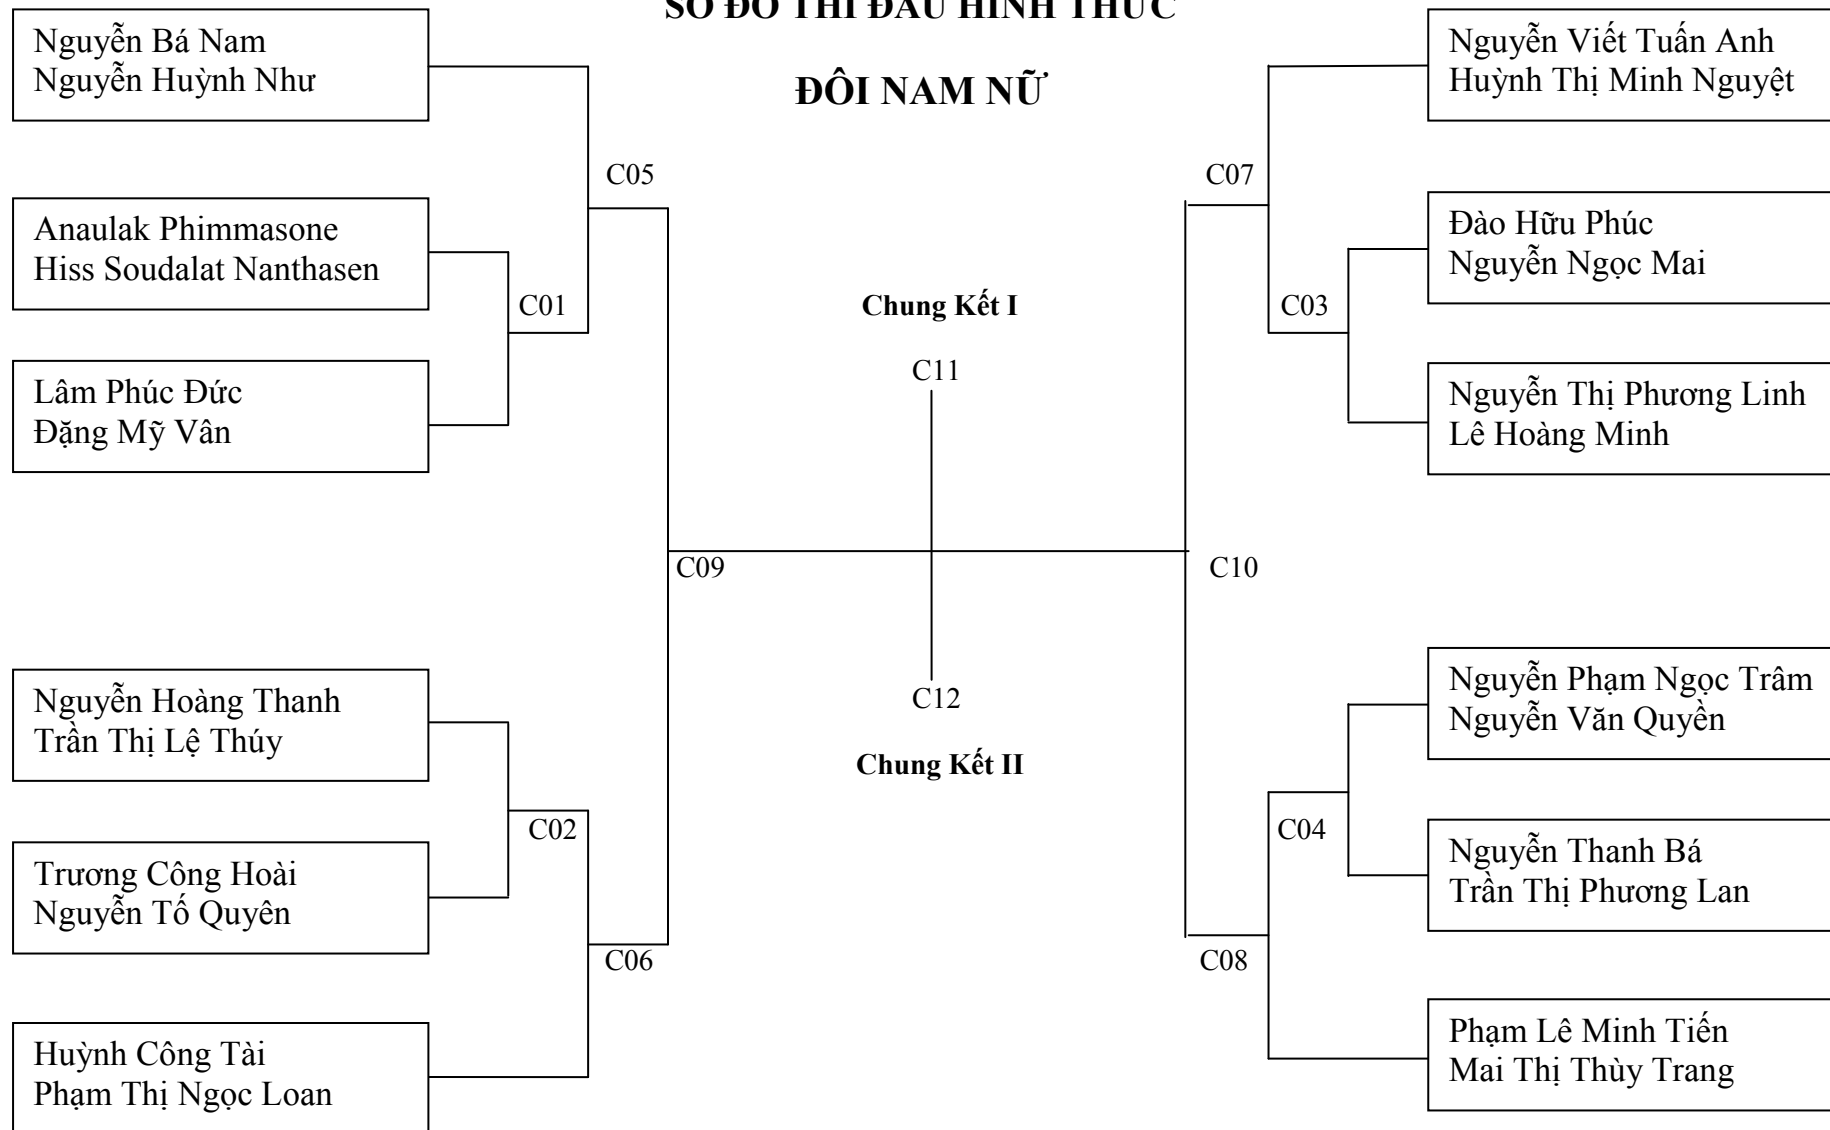 SƠ ĐỒ THI ĐẤU HÌNH THỨC
ĐÔI NAM NỮ
Nguyễn Bá Nam
Nguyễn Huỳnh Như
Anaulak Phimmasone
Hiss Soudalat Nanthasen
Lâm Phúc Đức
Đặng Mỹ Vân
Nguyễn Hoàng Thanh
Trần Thị Lệ Thúy
Trương Công Hoài
Nguyễn Tố Quyên
Huỳnh Công Tài
Phạm Thị Ngọc Loan
C05
C01
C02
C06
C09
Chung Kết I
C11
C12
Chung Kết II
C07
C03
C10
C04
C08
Nguyễn Viết Tuấn Anh
Huỳnh Thị Minh Nguyệt
Đào Hữu Phúc
Nguyễn Ngọc Mai
Nguyễn Thị Phương Linh
Lê Hoàng Minh
Nguyễn Phạm Ngọc Trâm
Nguyễn Văn Quyền
Nguyễn Thanh Bá
Trần Thị Phương Lan
Phạm Lê Minh Tiến
Mai Thị Thùy Trang